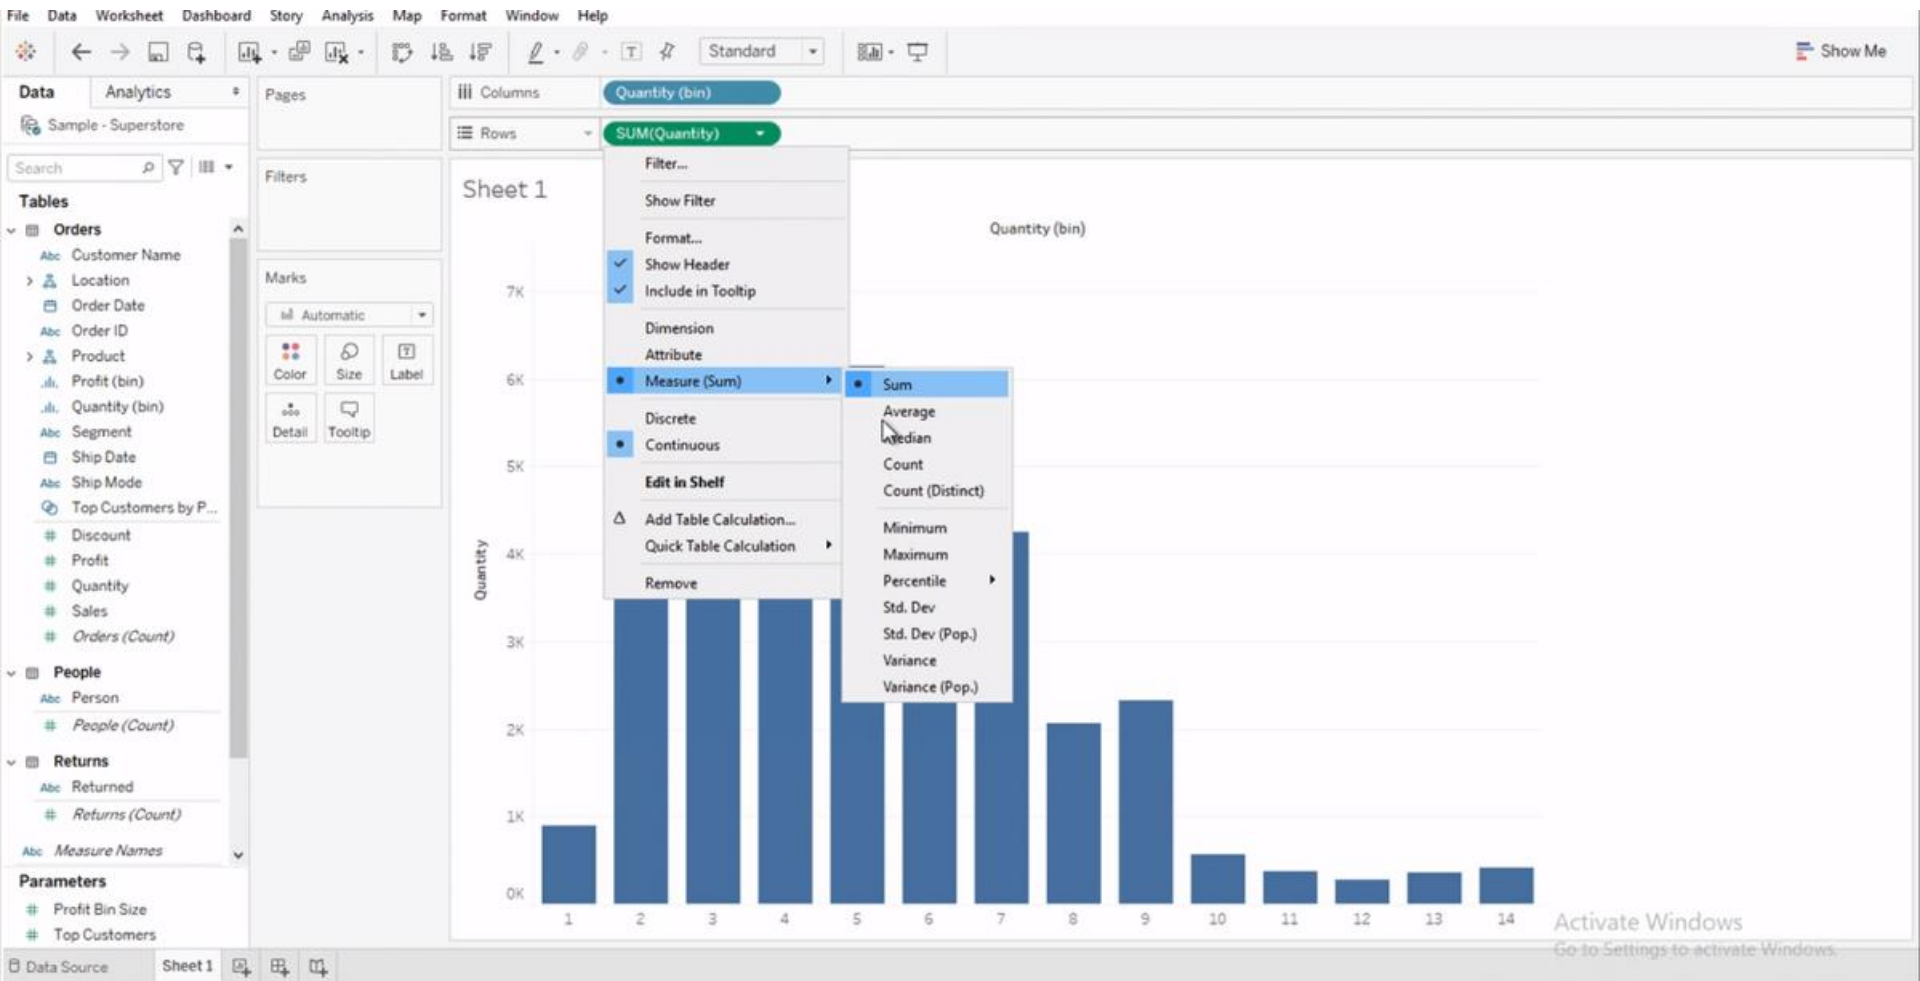 File Data Worksheet Dashboard Story Analysis Map Format Window Help
Standard
Show Me
Data Analytics
Sample - Superstore
Search
Tables
Orders
Abc Customer Name
Location
Order Date
Abc Order ID
Product
Profit (bin)
Quantity (bin)
Abc Segment
Ship Date
Abc Ship Mode
Top Customers by P...
# Discount
# Profit
# Quantity
# Sales
# Orders (Count)
People
Abc Person
# People (Count)
Returns
Abc Returned
# Returns (Count)
Abc Measure Names
Parameters
# Profit Bin Size
# Top Customers
Pages
Filters
Marks
Automatic
Color Size Label
Detail Tooltip
Columns Quantity (bin)
Rows SUM(Quantity)
Sheet 1
Quantity (bin)
Filter...
Show Filter
Format...
Show Header
Include in Tooltip
Dimension
Attribute
Measure (Sum)
Discrete
Continuous
Edit in Shelf
Add Table Calculation...
Quick Table Calculation
Remove
Sum
Average
Median
Count
Count (Distinct)
Minimum
Maximum
Percentile
Std. Dev
Std. Dev (Pop.)
Variance
Variance (Pop.)
Quantity
7K
6K
5K
4K
3K
2K
1K
0K
1 2 3 4 5 6 7 8 9 10 11 12 13 14
Activate Windows
Go to Settings to activate Windows.
Data Source Sheet 1